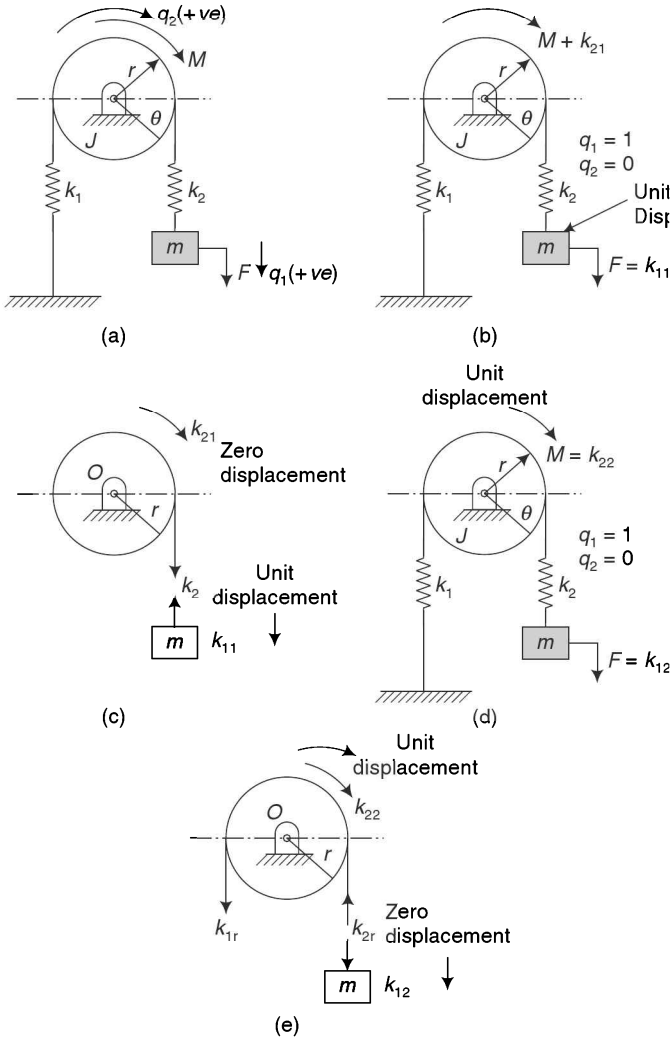 q2(+ve)
M
r
θ
J
k1
k2
m
F
q1(+ve)
(a)
M + k21
r
θ
J
q1 = 1
q2 = 0
k1
k2
Unit
Disp
m
F = k11
(b)
k21
Zero
displacement
O
r
k2
Unit
displacement
m
k11
(c)
Unit
displacement
r
M = k22
θ
J
q1 = 1
q2 = 0
k1
k2
m
F = k12
(d)
Unit
displacement
k22
O
r
k1r
k2r
Zero
displacement
m
k12
(e)